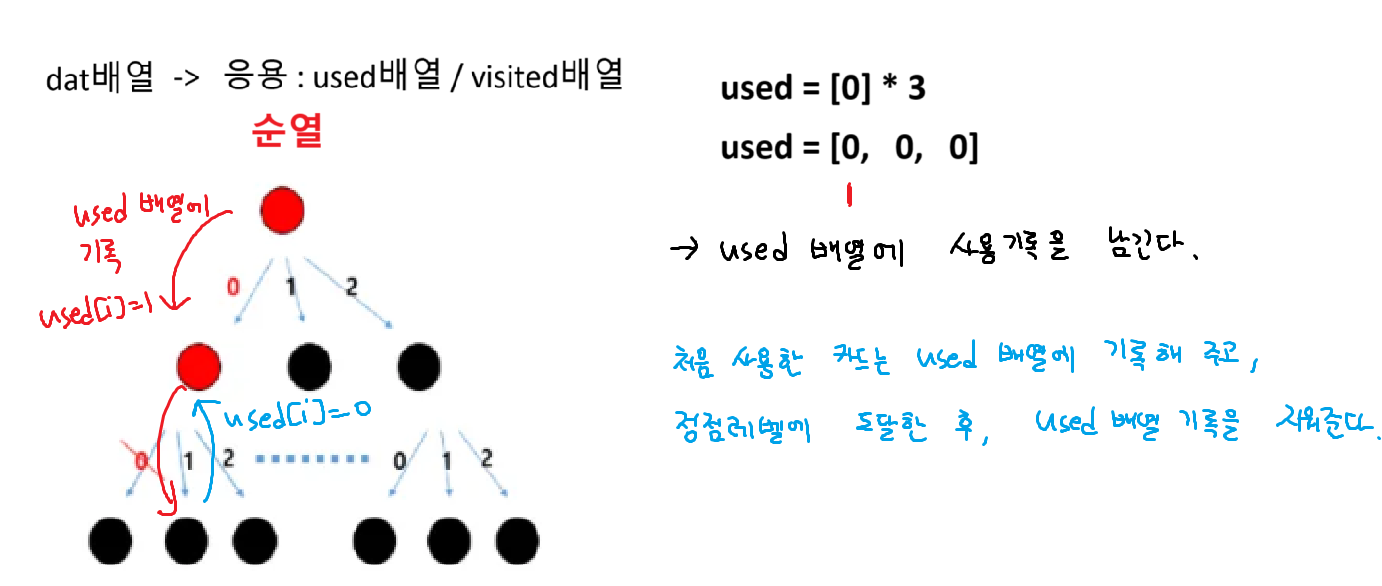 dat배열 -> 응용 : used배열 / visited배열
순열
used 배열에
기록
used[i]=1
0 1 2
used[i]=0
0 1 2 0 1 2
used = [0] * 3
used = [0, 0, 0]
1
→ used 배열에 사용기록을 남긴다.
처음 사용한 카드는 used 배열에 기록해 주고,
정점레벨에 도달한 후, used 배열 기록을 지워준다.